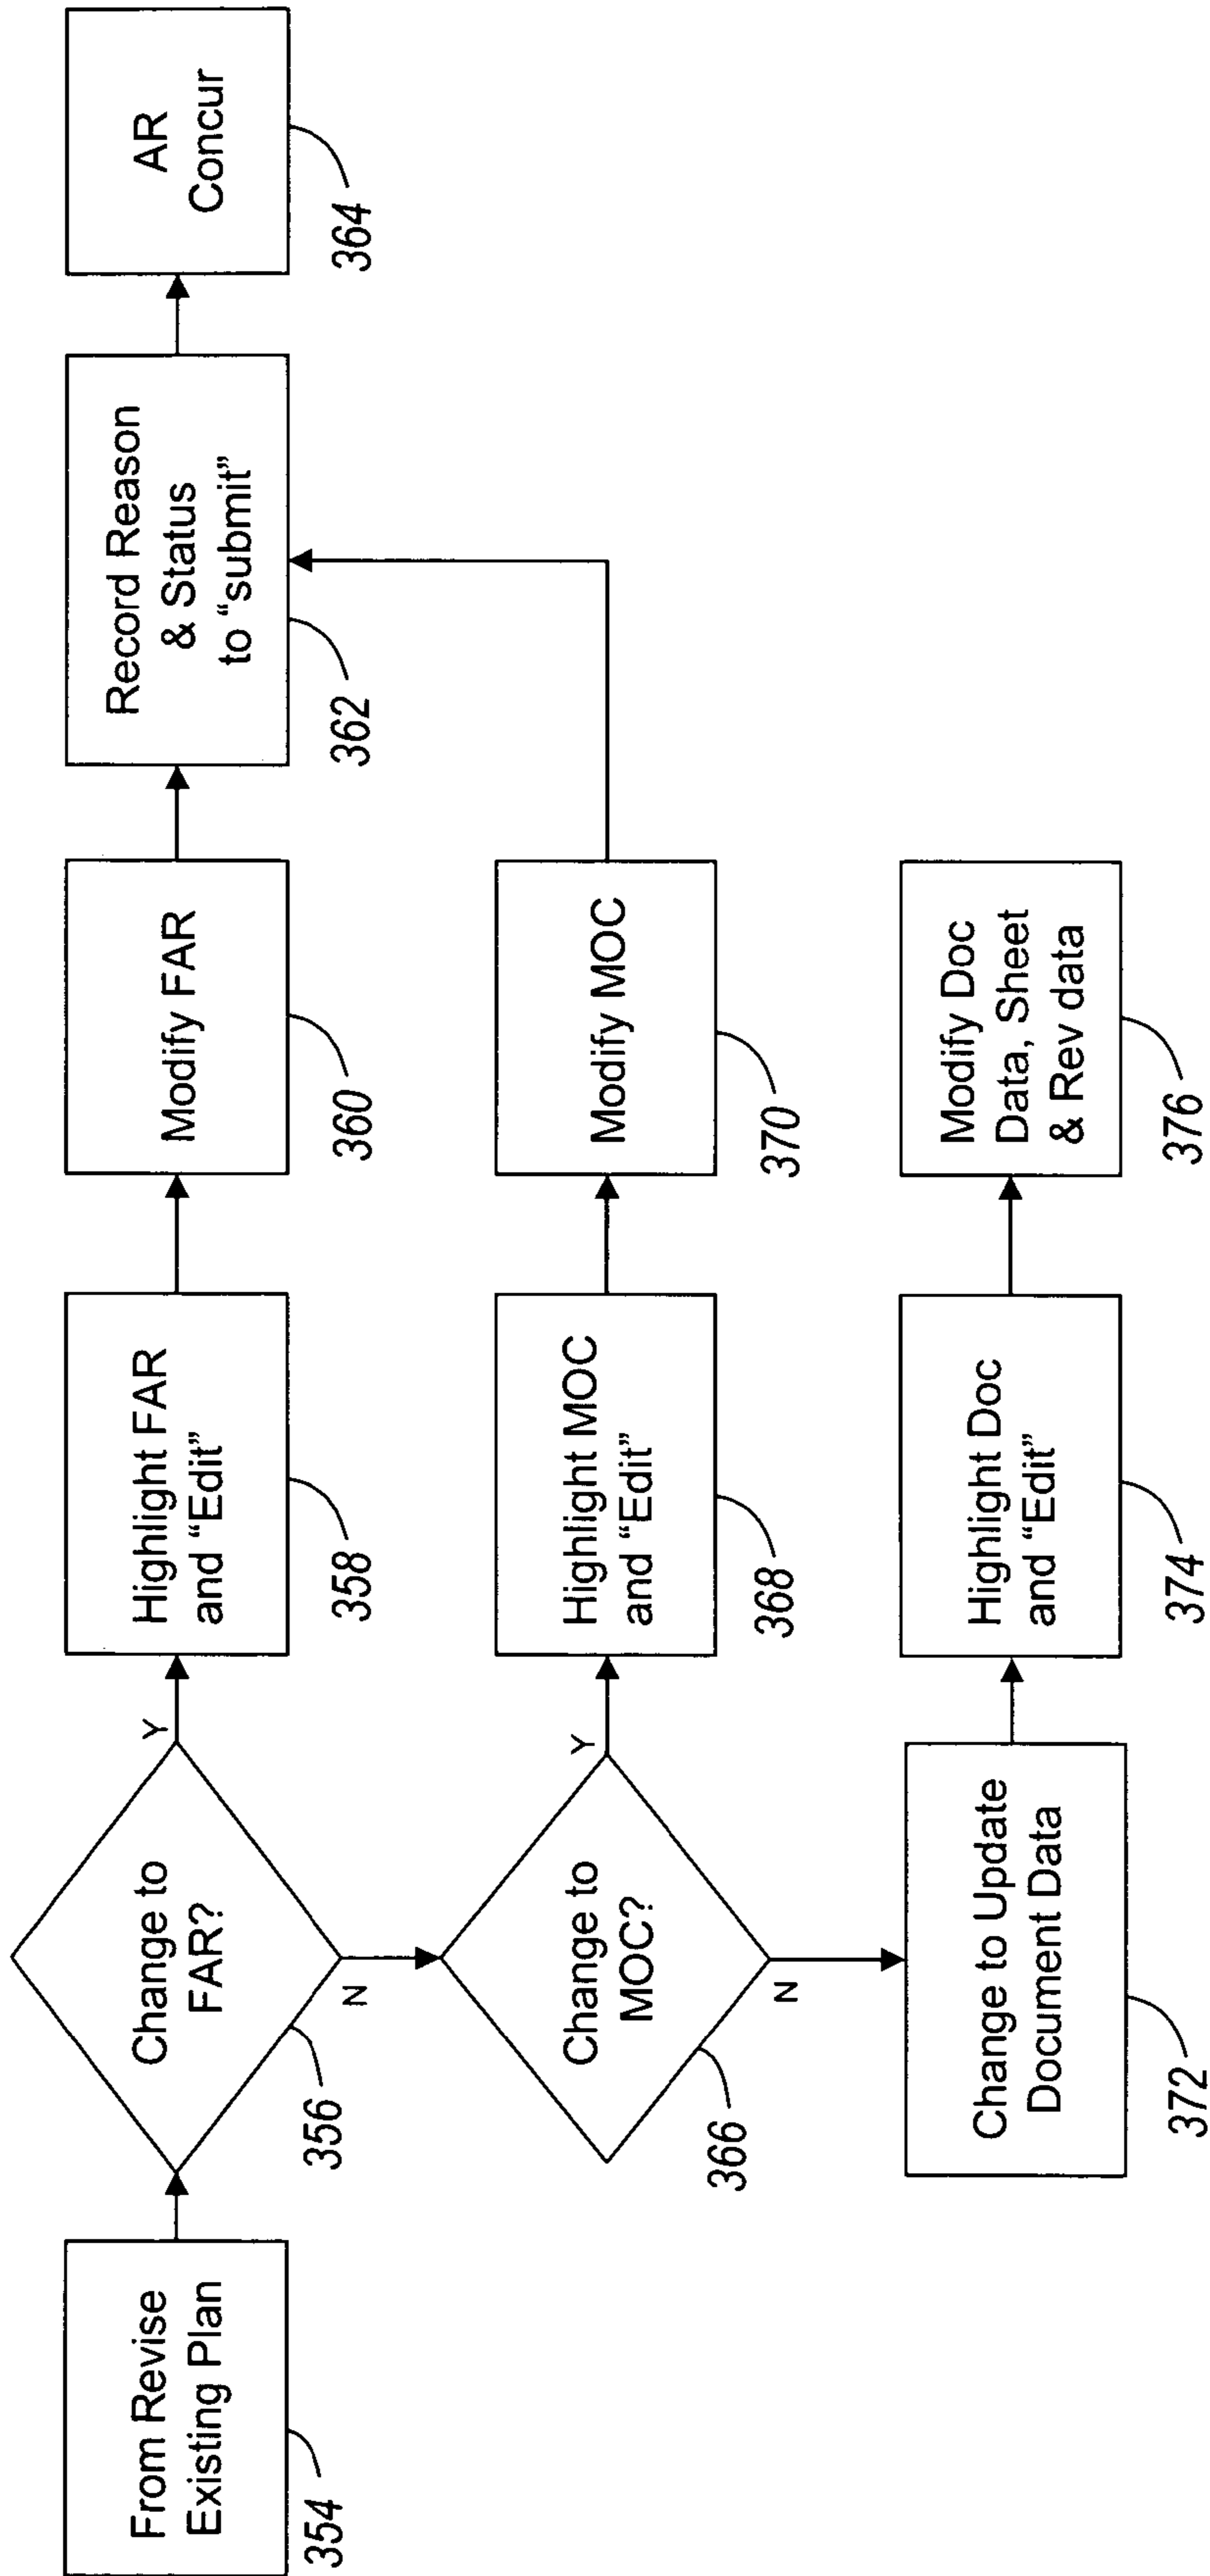 From Revise
Existing Plan
354
Change to
FAR?
356
Y
N
Highlight FAR
and “Edit”
358
Modify FAR
360
Record Reason
& Status
to “submit”
362
AR
Concur
364
Change to
MOC?
366
Y
N
Highlight MOC
and “Edit”
368
Modify MOC
370
Change to Update
Document Data
372
Highlight Doc
and “Edit”
374
Modify Doc
Data, Sheet
& Rev data
376